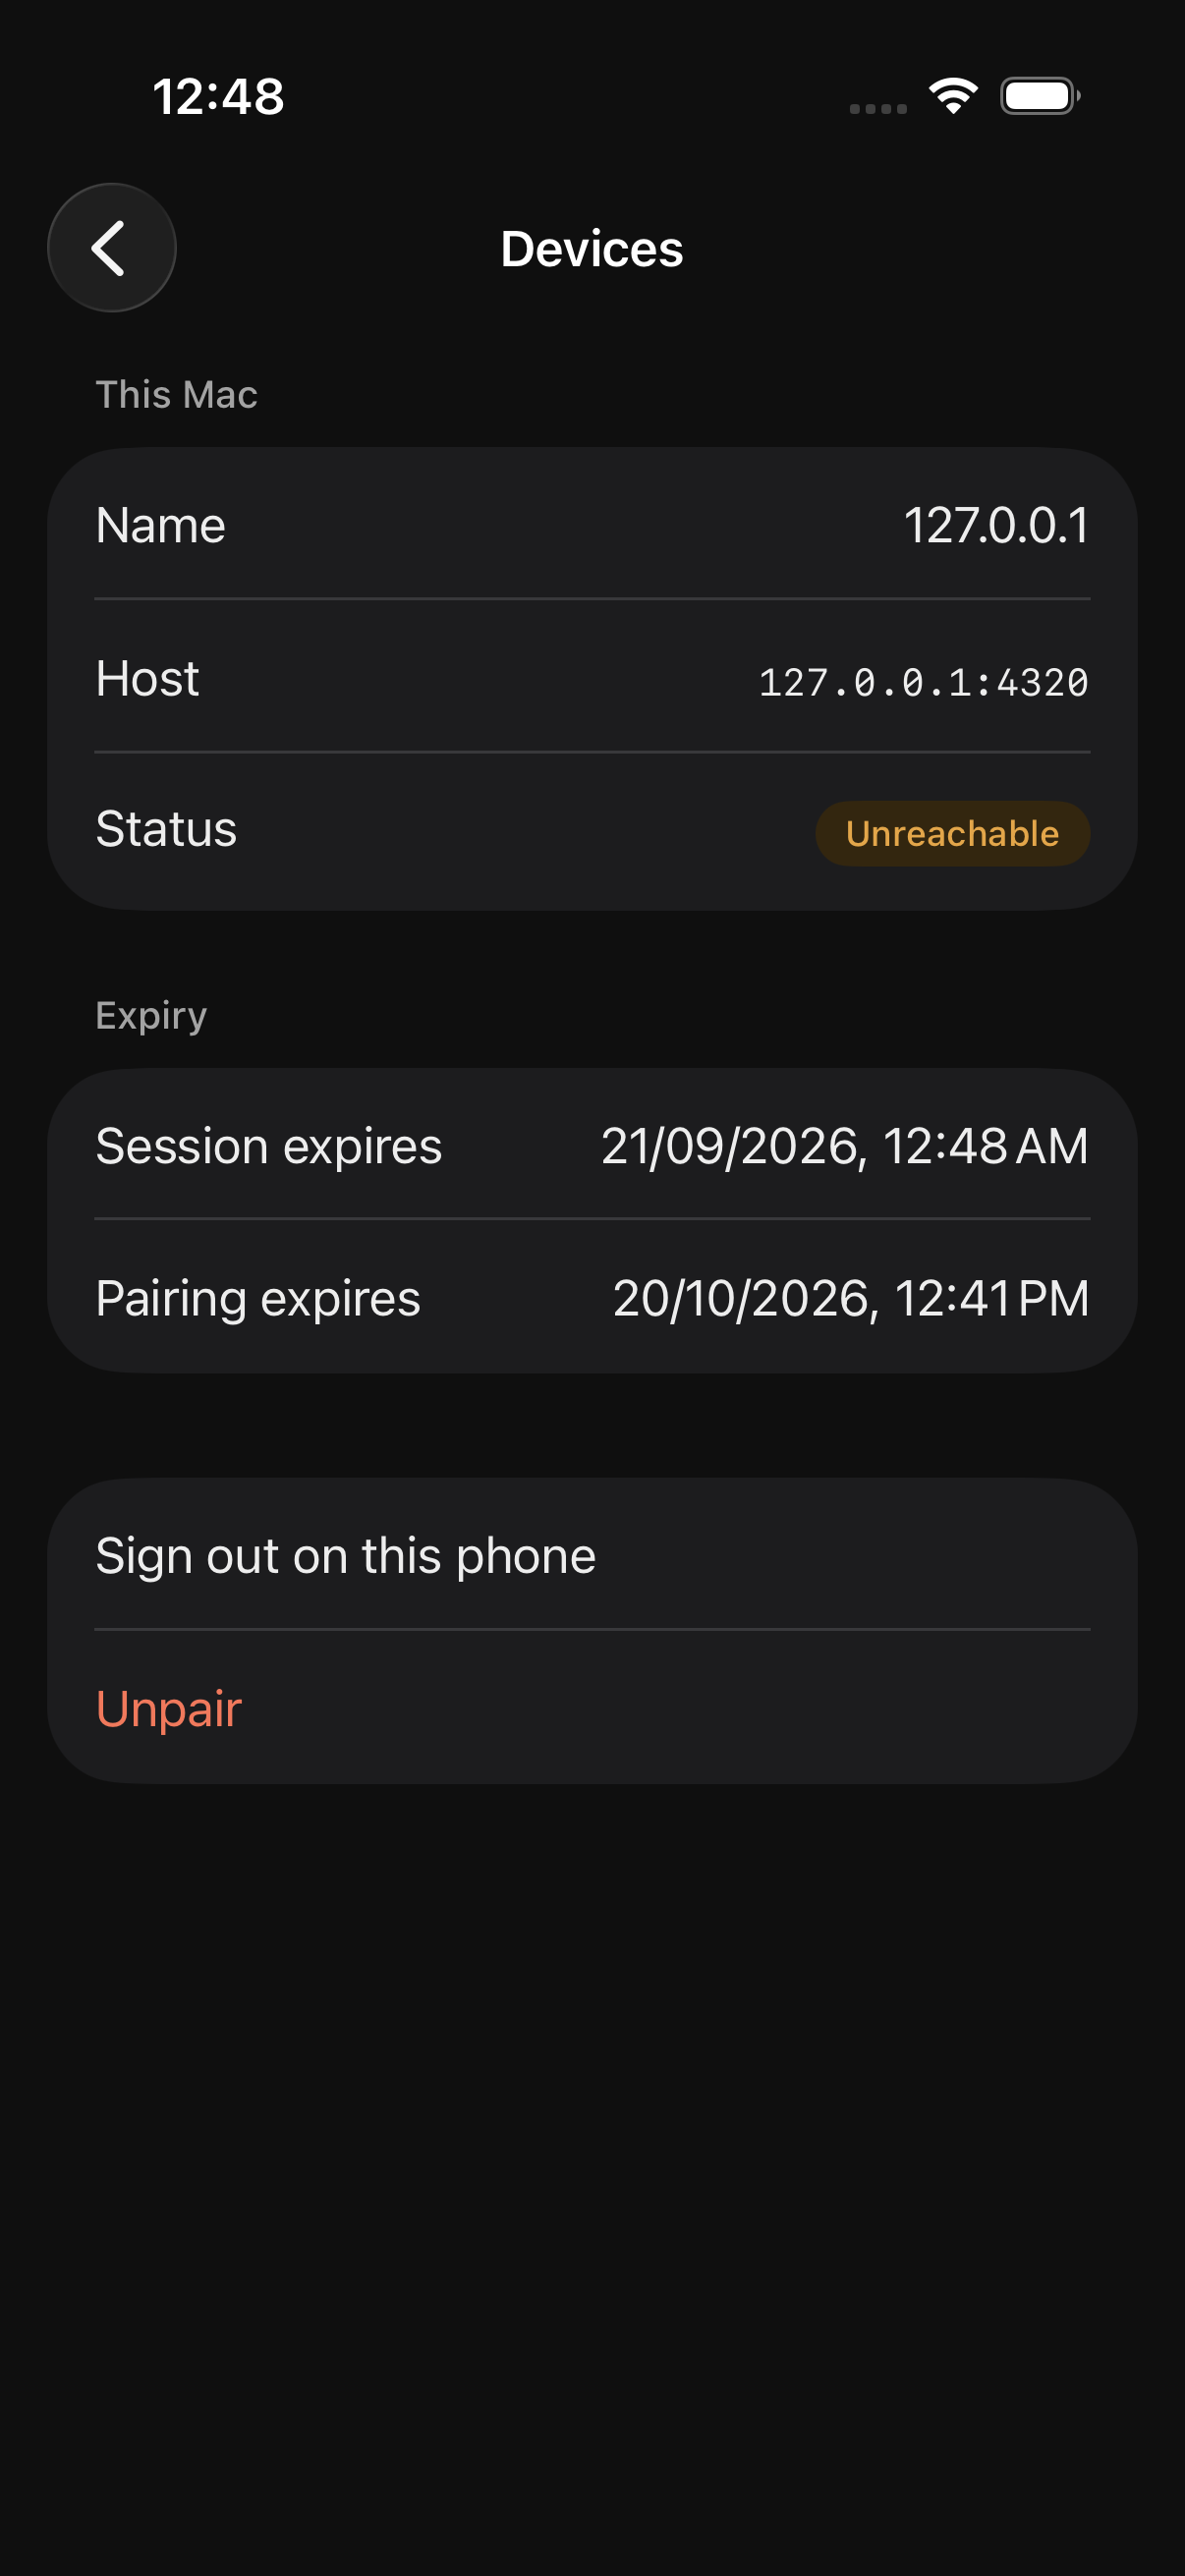 12:48
Devices
This Mac
Name 127.0.0.1
Host 127.0.0.1:4320
Status Unreachable
Expiry
Session expires 21/09/2026, 12:48 AM
Pairing expires 20/10/2026, 12:41 PM
Sign out on this phone
Unpair